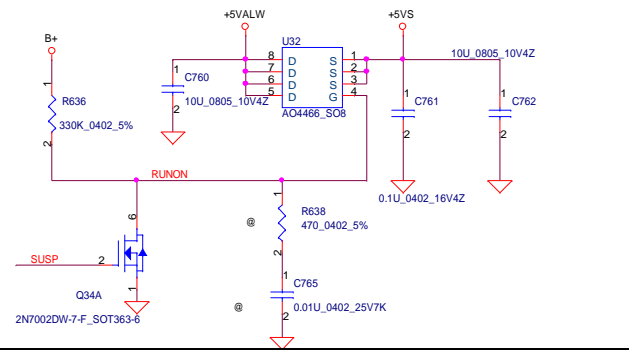 +5VALW +5VS
B+ U32
8 D S 1
7 D S 2
6 D S 3
5 D G 4
10U_0805_10V4Z
1 C760 2
10U_0805_10V4Z
AO4466_SO8
1 R636 2
330K_0402_5%
1 C761 2
1 C762 2
0.1U_0402_16V4Z
RUNON
6
1 R638 2
@ 470_0402_5%
SUSP 2
1
Q34A
2N7002DW-7-F_SOT363-6
1 C765 2
@ 0.01U_0402_25V7K